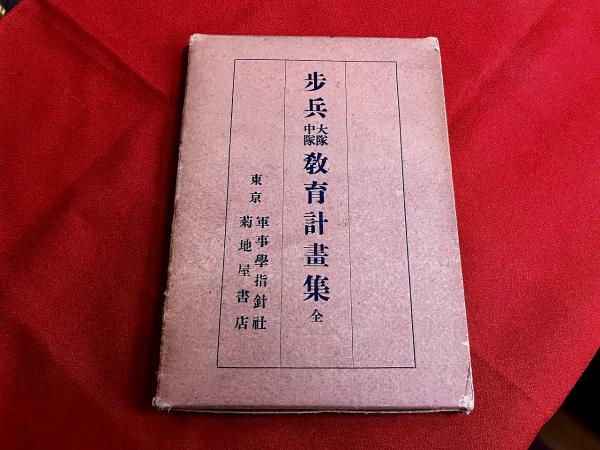 歩兵大隊中隊教育計畫集全
東京
軍事學指針社
菊地屋書店